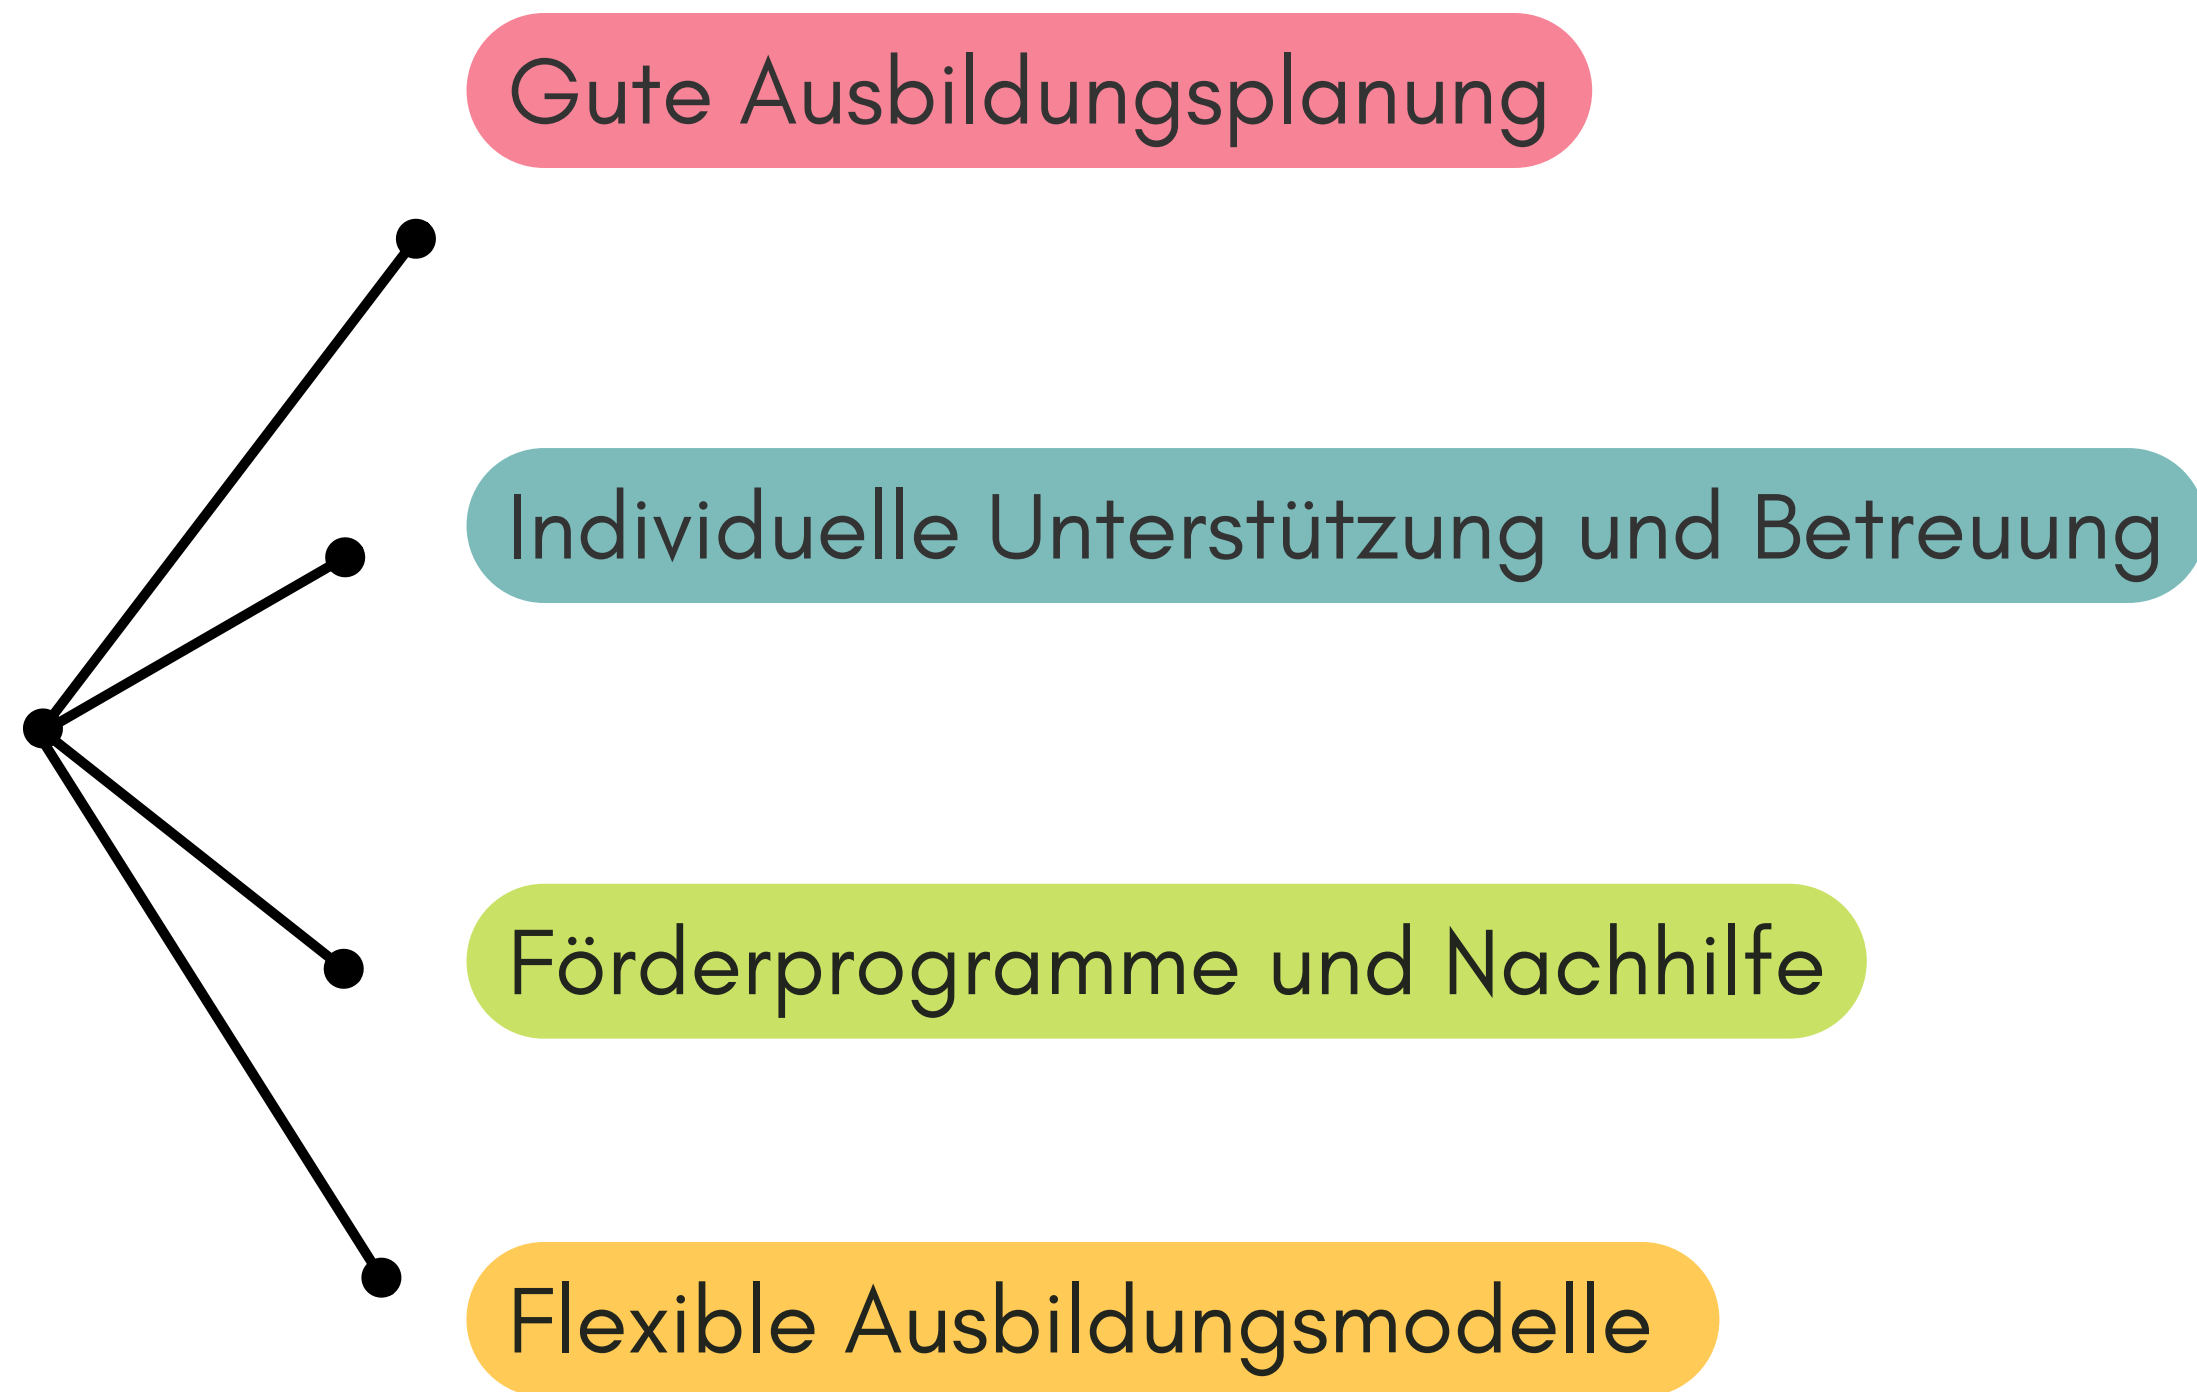 Gute Ausbildungsplanung
Individuelle Unterstützung und Betreuung
Förderprogramme und Nachhilfe
Flexible Ausbildungsmodelle